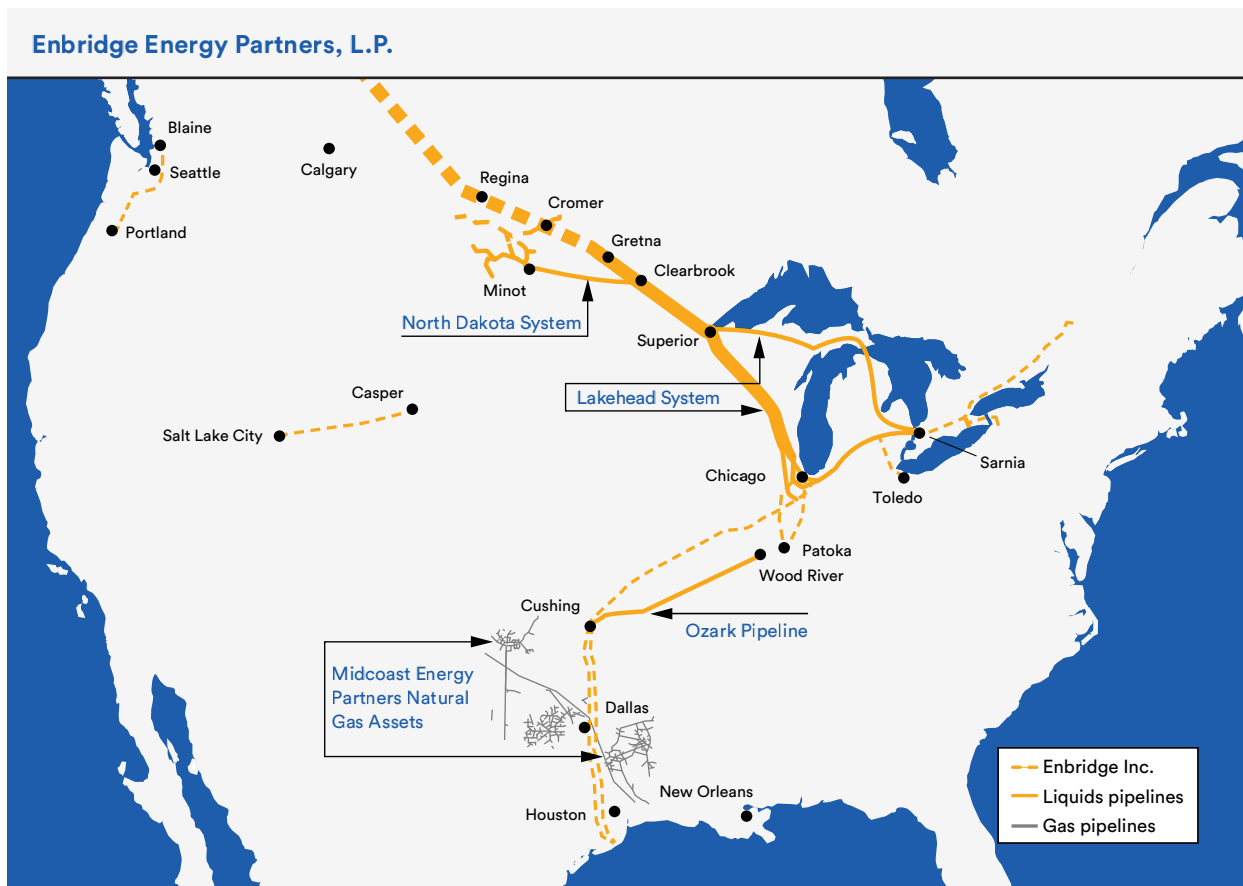 Enbridge Energy Partners, L.P.
Blaine
Seattle
Portland
Calgary
Regina
Cromer
Gretna
Clearbrook
Minot
North Dakota System
Superior
Lakehead System
Casper
Salt Lake City
Sarnia
Chicago
Toledo
Patoka
Wood River
Cushing
Ozark Pipeline
Midcoast Energy
Partners Natural
Gas Assets
Dallas
New Orleans
Houston
Enbridge Inc.
Liquids pipelines
Gas pipelines